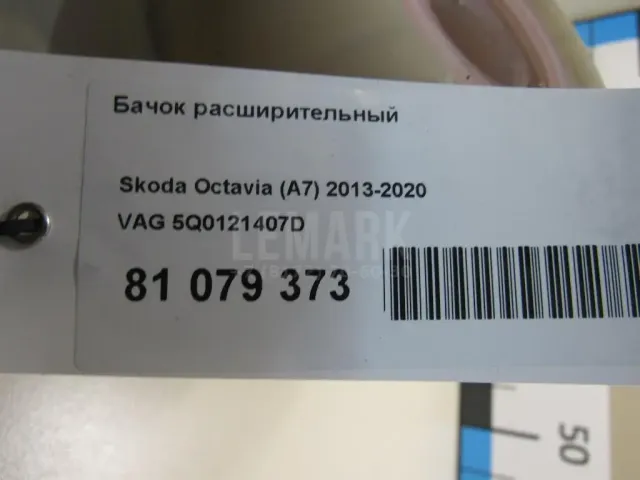 Бачок расширительный
Skoda Octavia (A7) 2013-2020
VAG 5Q0121407D
LEMARK
81 079 373
50